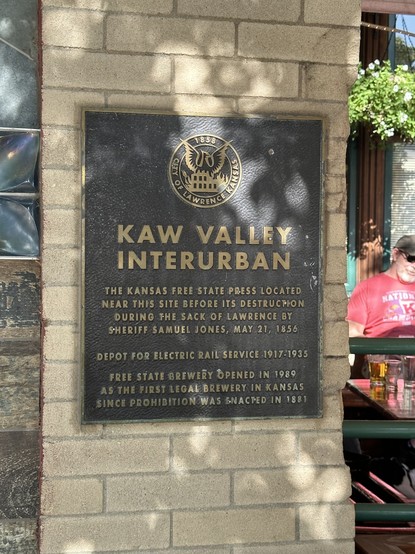 1858
CITY OF LAWRENCE KANSAS
KAW VALLEY
INTERURBAN
THE KANSAS FREE STATE PRESS LOCATED
NEAR THIS SITE BEFORE ITS DESTRUCTION
DURING THE SACK OF LAWRENCE BY
SHERIFF SAMUEL JONES, MAY 21, 1856
DEPOT FOR ELECTRIC RAIL SERVICE 1917-1935
FREE STATE BREWERY OPENED IN 1989
AS THE FIRST LEGAL BREWERY IN KANSAS
SINCE PROHIBITION WAS ENACTED IN 1881